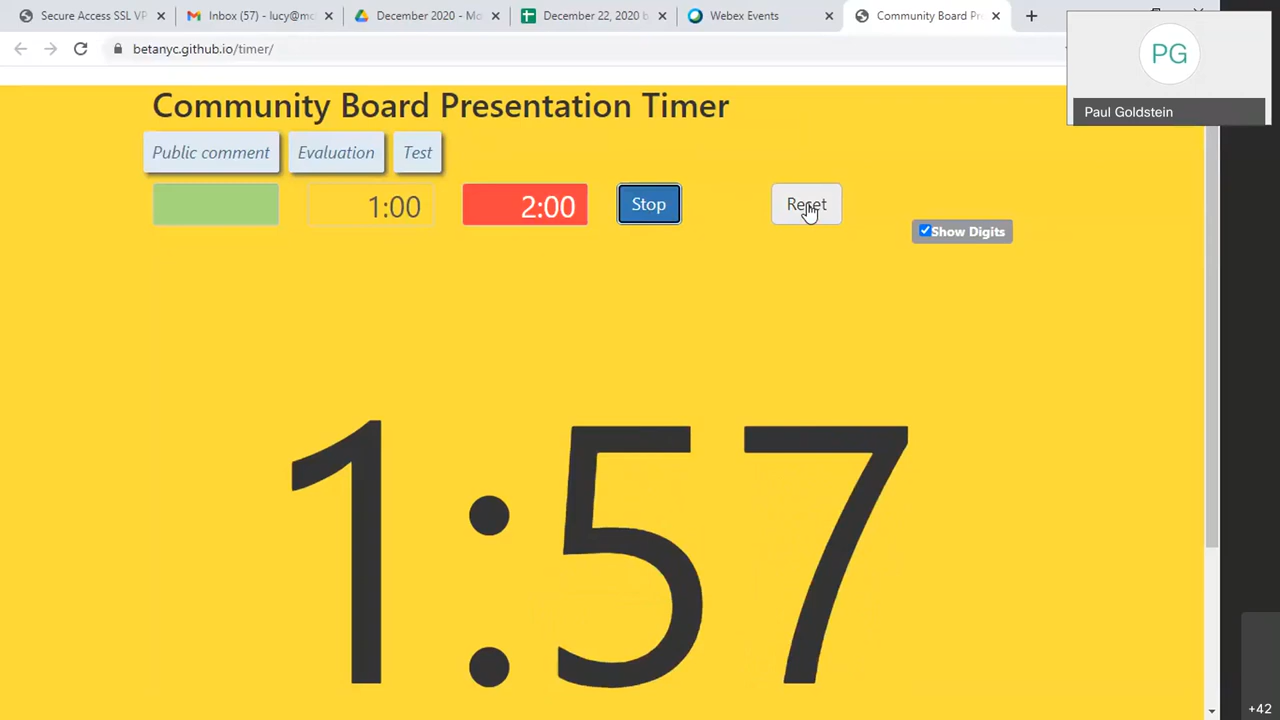 Secure Access SSL VP
Inbox (57) - lucy@mc
December 2020 - Mo
December 22, 2020 b
Webex Events
Community Board Pr
betanyc.github.io/timer/
PG
Paul Goldstein
Community Board Presentation Timer
Public comment
Evaluation
Test
1:00
2:00
Stop
Reset
Show Digits
1:57
+42